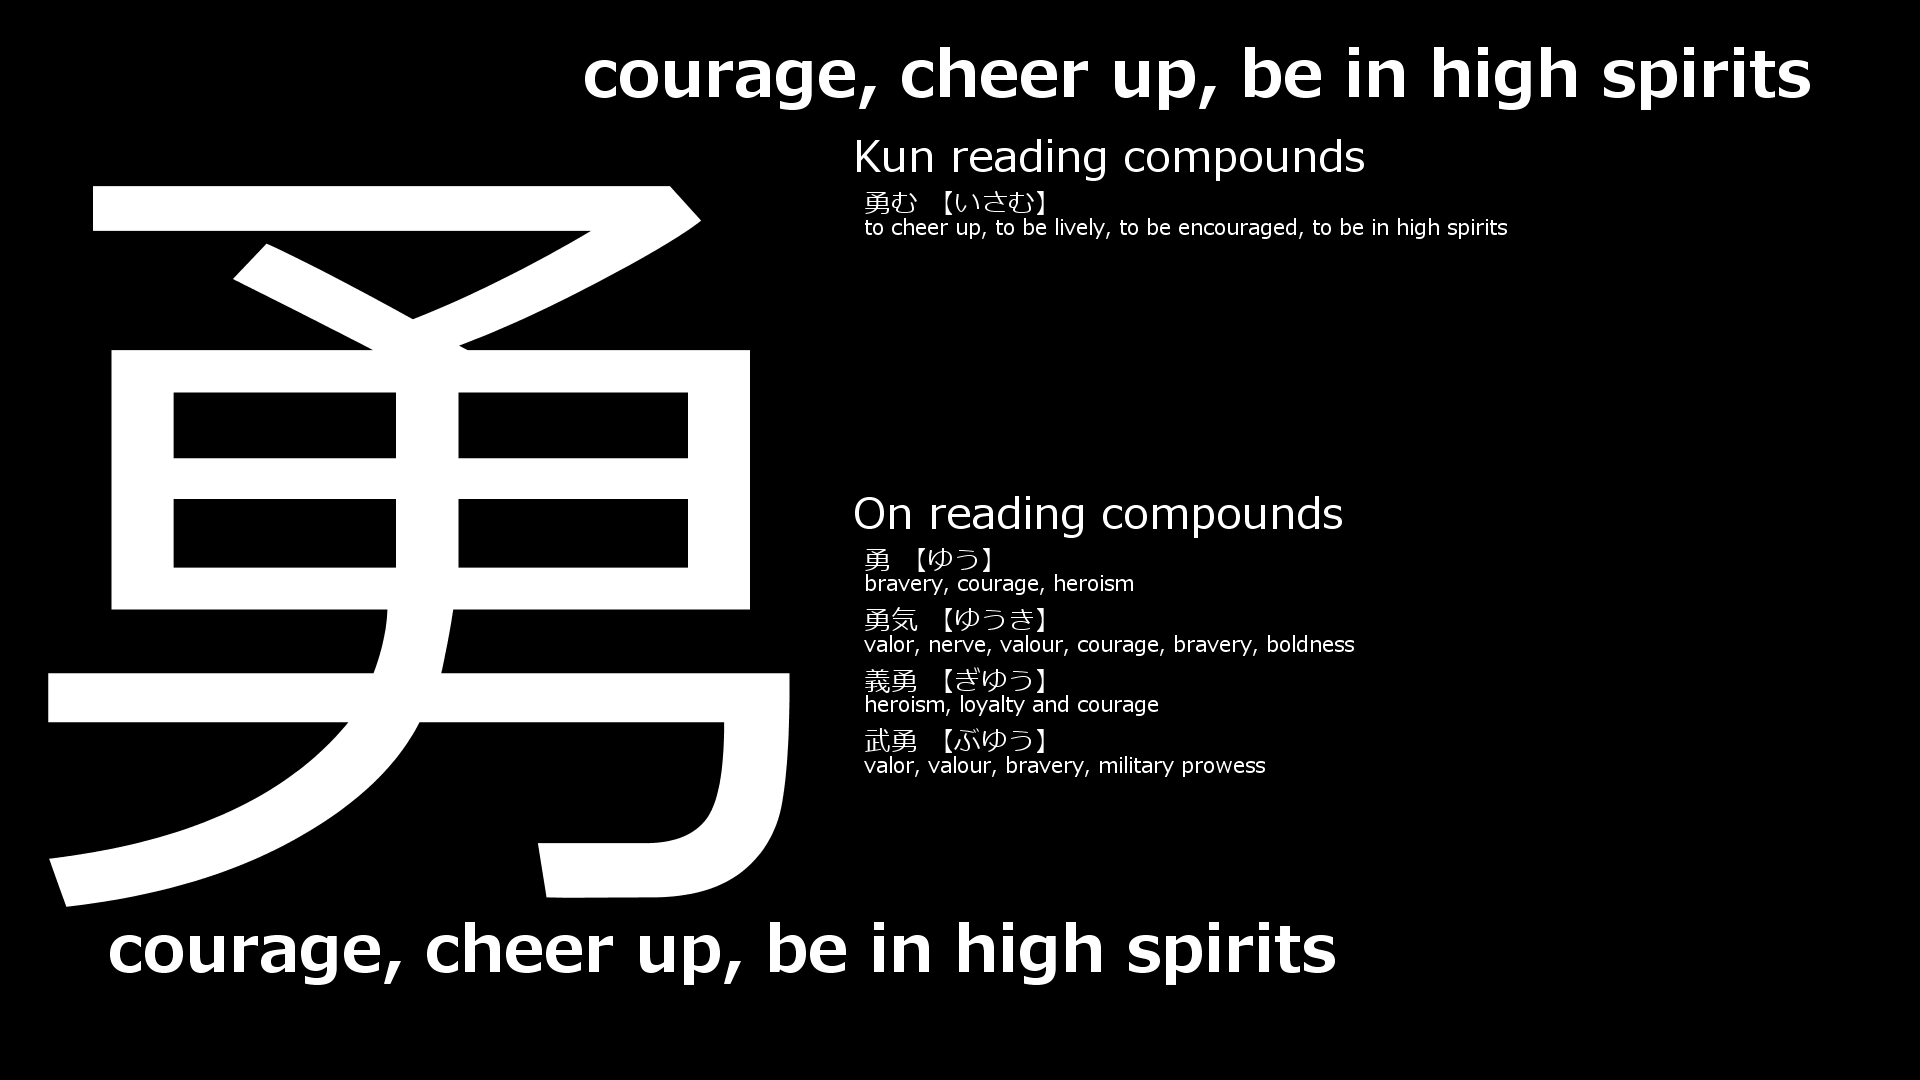 courage, cheer up, be in high spirits
勇
Kun reading compounds
勇む 【いさむ】
to cheer up, to be lively, to be encouraged, to be in high spirits
On reading compounds
勇 【ゆう】
bravery, courage, heroism
勇気 【ゆうき】
valor, nerve, valour, courage, bravery, boldness
義勇 【ぎゆう】
heroism, loyalty and courage
武勇 【ぶゆう】
valor, valour, bravery, military prowess
courage, cheer up, be in high spirits